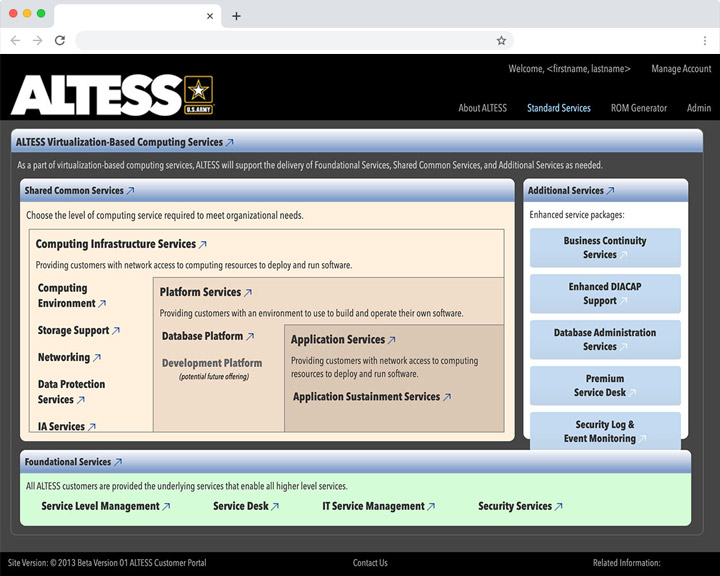 Welcome, <firstname, lastname>
Manage Account
ALTESS
U.S.ARMY
About ALTESS
Standard Services
ROM Generator
Admin
ALTESS Virtualization-Based Computing Services
As a part of virtualization-based computing services, ALTESS will support the delivery of Foundational Services, Shared Common Services, and Additional Services as needed.
Shared Common Services
Choose the level of computing service required to meet organizational needs.
Computing Infrastructure Services
Providing customers with network access to computing resources to deploy and run software.
Computing
Environment
Storage Support
Networking
Data Protection
Services
IA Services
Platform Services
Providing customers with an environment to use to build and operate their own software.
Database Platform
Development Platform
(potential future offering)
Application Services
Providing customers with network access to computing
resources to deploy and run software.
Application Sustainment Services
Additional Services
Enhanced service packages:
Business Continuity
Services
Enhanced DIACAP
Support
Database Administration
Services
Premium
Service Desk
Security Log &
Event Monitoring
Foundational Services
All ALTESS customers are provided the underlying services that enable all higher level services.
Service Level Management
Service Desk
IT Service Management
Security Services
Site Version: © 2013 Beta Version 01 ALTESS Customer Portal
Contact Us
Related Information: